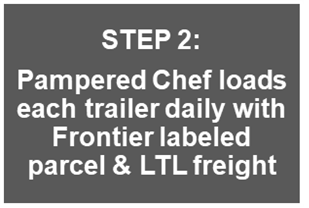 STEP 2:
Pampered Chef loads
each trailer daily with
Frontier labeled
parcel & LTL freight